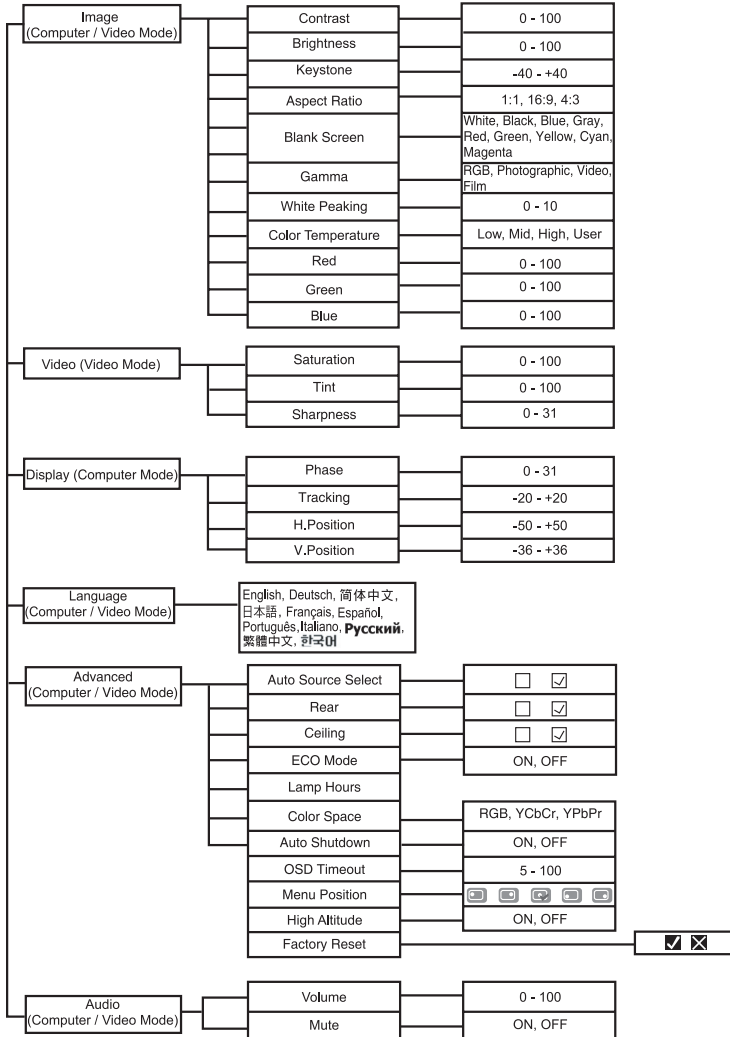 Image
(Computer / Video Mode)
Contrast
0 - 100
Brightness
0 - 100
Keystone
-40 - +40
Aspect Ratio
1:1, 16:9, 4:3
Blank Screen
White, Black, Blue, Gray,
Red, Green, Yellow, Cyan,
Magenta
Gamma
RGB, Photographic, Video,
Film
White Peaking
0 - 10
Color Temperature
Low, Mid, High, User
Red
0 - 100
Green
0 - 100
Blue
0 - 100
Video (Video Mode)
Saturation
0 - 100
Tint
0 - 100
Sharpness
0 - 31
Display (Computer Mode)
Phase
0 - 31
Tracking
-20 - +20
H.Position
-50 - +50
V.Position
-36 - +36
Language
(Computer / Video Mode)
English, Deutsch, 简体中文,
日本語, Français, Español,
Português, Italiano, Русский,
繁體中文, 한국어
Advanced
(Computer / Video Mode)
Auto Source Select
Rear
Ceiling
ECO Mode
ON, OFF
Lamp Hours
Color Space
RGB, YCbCr, YPbPr
Auto Shutdown
ON, OFF
OSD Timeout
5 - 100
Menu Position
High Altitude
ON, OFF
Factory Reset
Audio
(Computer / Video Mode)
Volume
0 - 100
Mute
ON, OFF